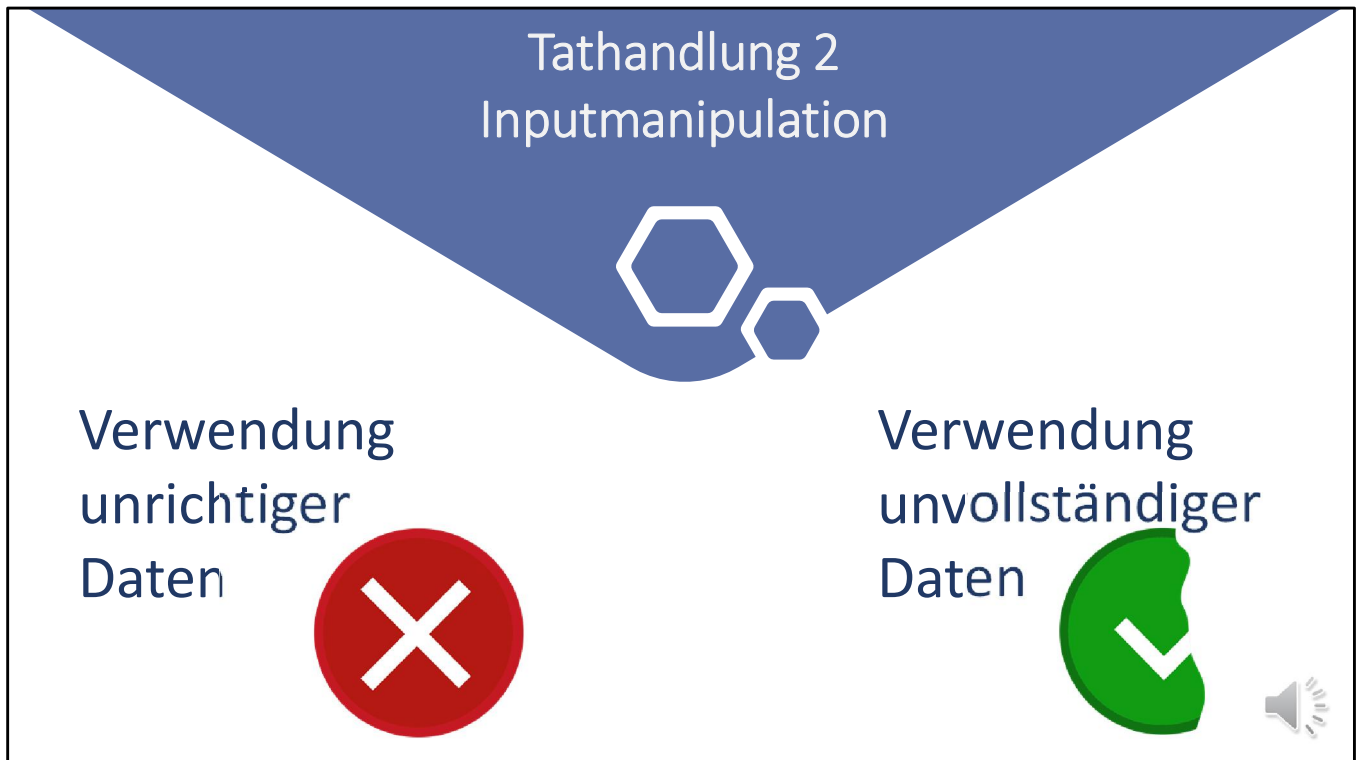 Tathandlung 2
Inputmanipulation
Verwendung
unrichtiger
Daten
Verwendung
unvollständiger
Daten